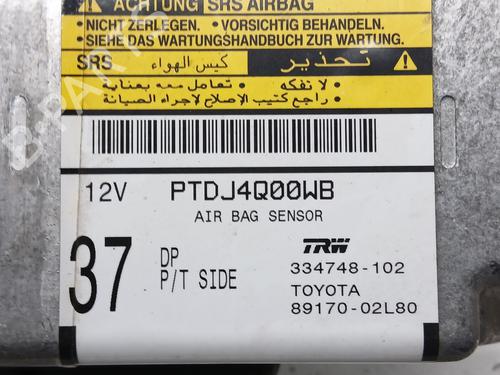 ACHTUNG SRS AIRBAG
• NICHT ZERLEGEN. • VORSICHTIG BEHANDELN.
• SIEHE DAS WARTUNGSHANDBUCH ZUR WARTUNG.
SRS كيس الهواء تحذير
• لا تفكه • تعامل معه بعناية
• راجع كتيب الإصلاح لاجراء الصيانة
12V PTDJ4Q00WB
AIR BAG SENSOR
37 DP
P/T SIDE
TRW
334748-102
TOYOTA
89170-02L80